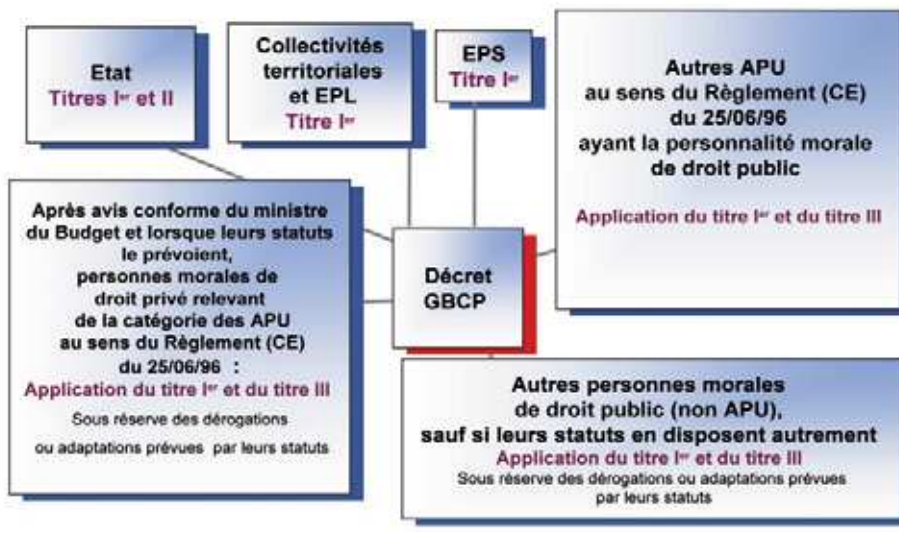 Etat
Titres Ier et II
Collectivités
territoriales
et EPL
Titre Ier
EPS
Titre Ier
Autres APU
au sens du Règlement (CE)
du 25/06/96
ayant la personnalité morale
de droit public
Application du titre Ier et du titre III
Après avis conforme du ministre
du Budget et lorsque leurs statuts
le prévoient,
personnes morales de
droit privé relevant
de la catégorie des APU
au sens du Règlement (CE)
du 25/06/96 :
Application du titre Ier et du titre III
Sous réserve des dérogations
ou adaptations prévues par leurs statuts
Décret
GBCP
Autres personnes morales
de droit public (non APU),
sauf si leurs statuts en disposent autrement
Application du titre Ier et du titre III
Sous réserve des dérogations ou adaptations prévues
par leurs statuts